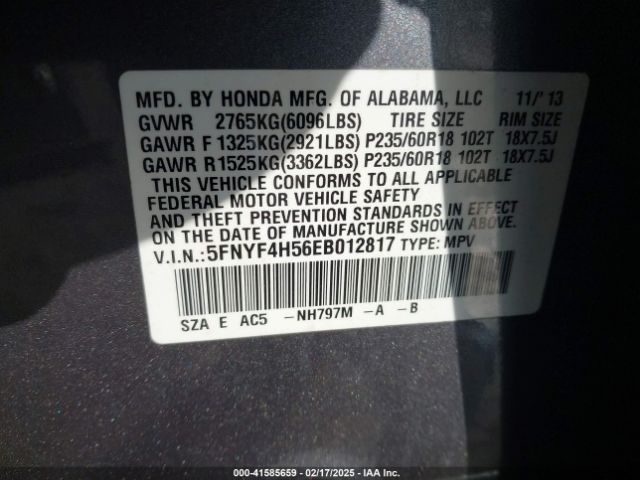 MFD. BY HONDA MFG. OF ALABAMA, LLC 11/'13
GVWR 2765KG(6096LBS) TIRE SIZE RIM SIZE
GAWR F 1325KG(2921LBS) P235/60R18 102T 18X7.5J
GAWR R 1525KG(3362LBS) P235/60R18 102T 18X7.5J
THIS VEHICLE CONFORMS TO ALL APPLICABLE
FEDERAL MOTOR VEHICLE SAFETY
AND THEFT PREVENTION STANDARDS IN EFFECT
ON THE DATE OF MANUFACTURE SHOWN ABOVE.
V.I.N.:5FNYF4H56EB012817 TYPE: MPV
SZA E AC5 -NH797M -A -B
000-41585659 - 02/17/2025 - IAA Inc.